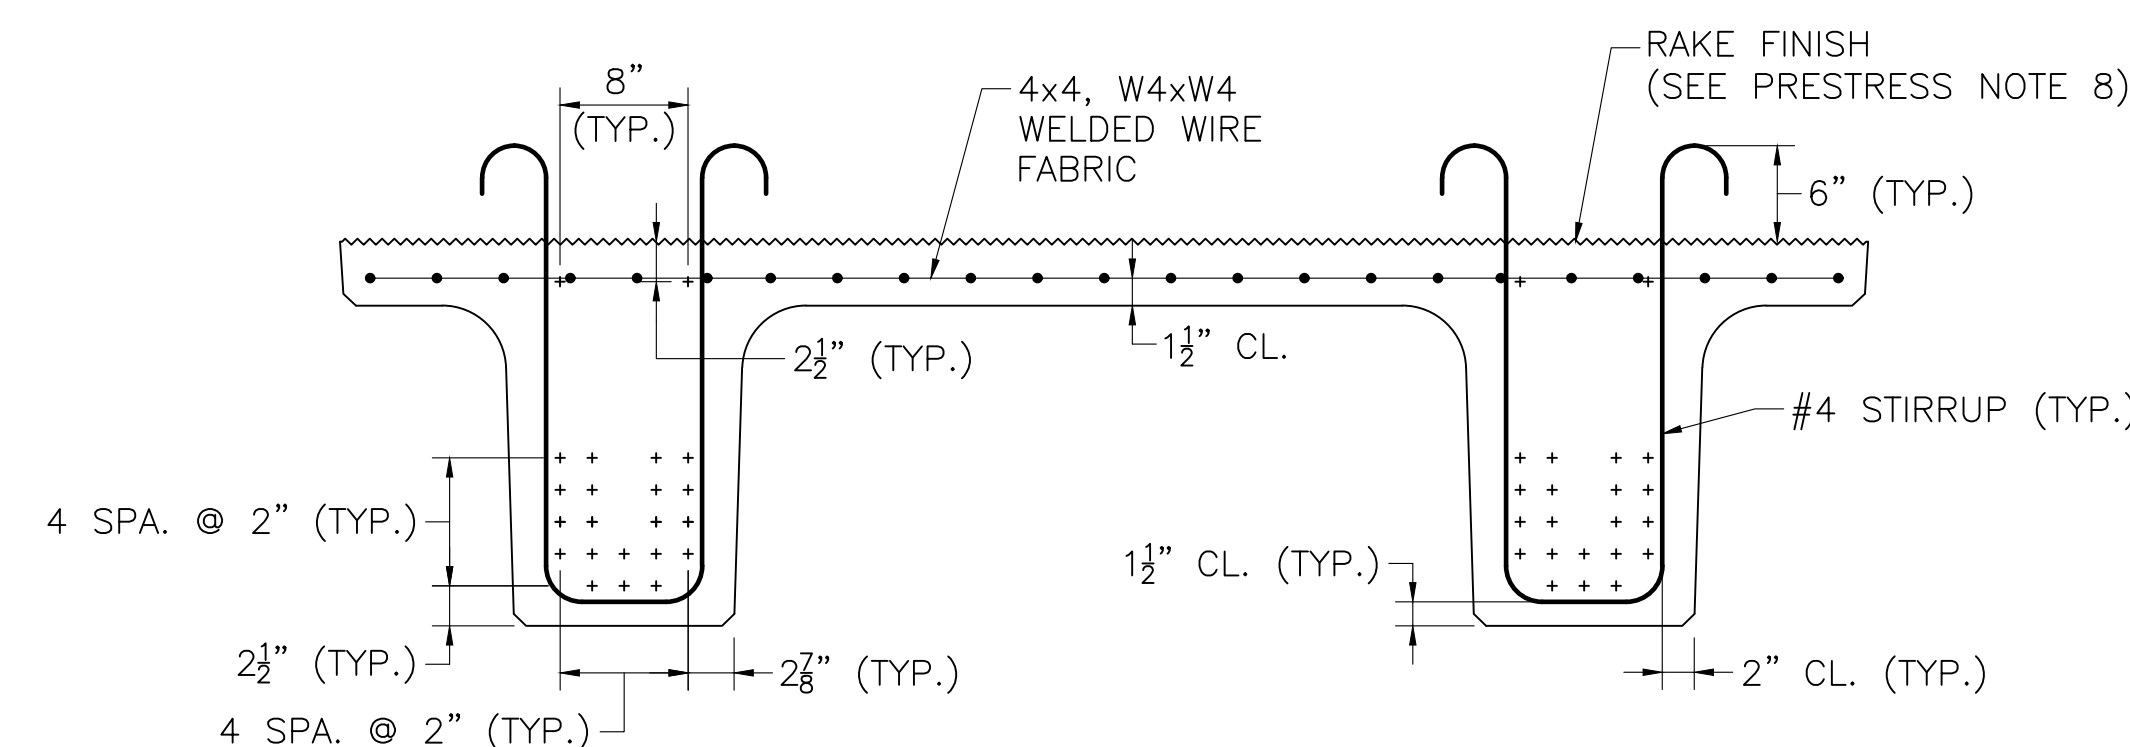 RAKE FINISH
(SEE PRESTRESS NOTE 8)
8"
(TYP.)
4x4, W4xW4
WELDED WIRE
FABRIC
6" (TYP.)
2½" (TYP.)
1½" CL.
#4 STIRRUP (TYP.)
4 SPA. @ 2" (TYP.)
1½" CL. (TYP.)
2½" (TYP.)
2⅞" (TYP.)
2" CL. (TYP.)
4 SPA. @ 2" (TYP.)